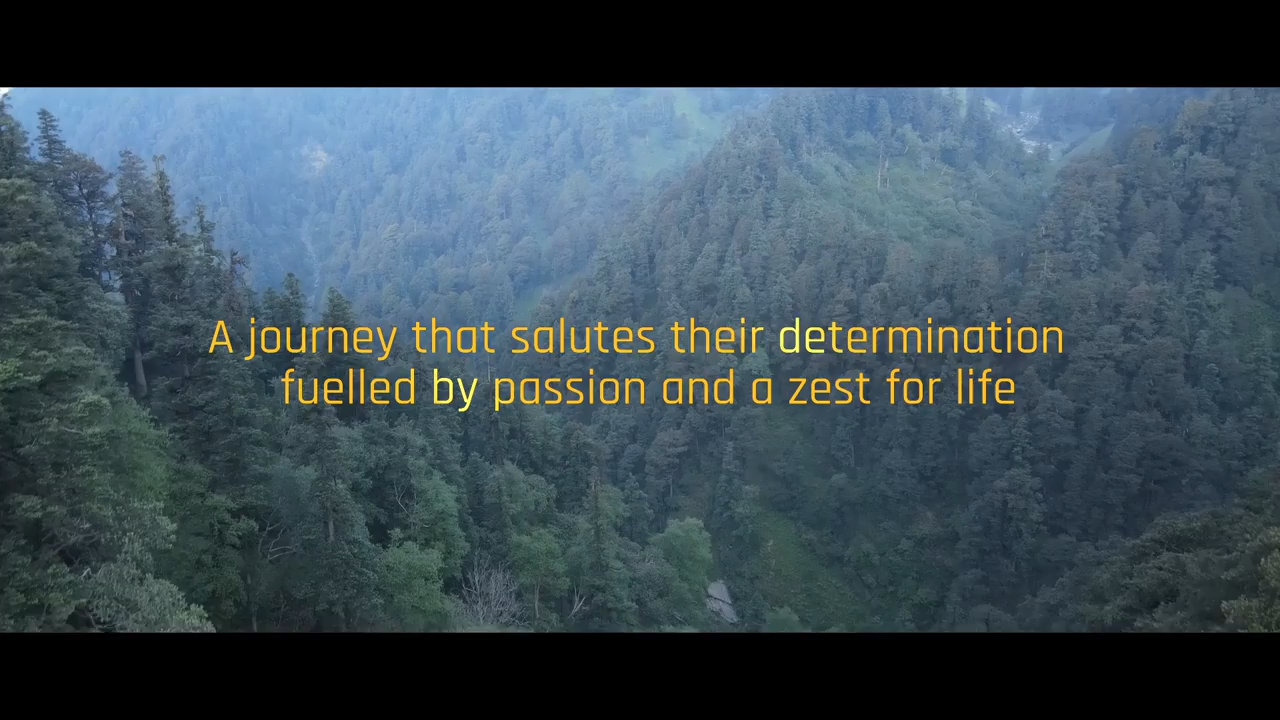 A journey that salutes their determination
fuelled by passion and a zest for life